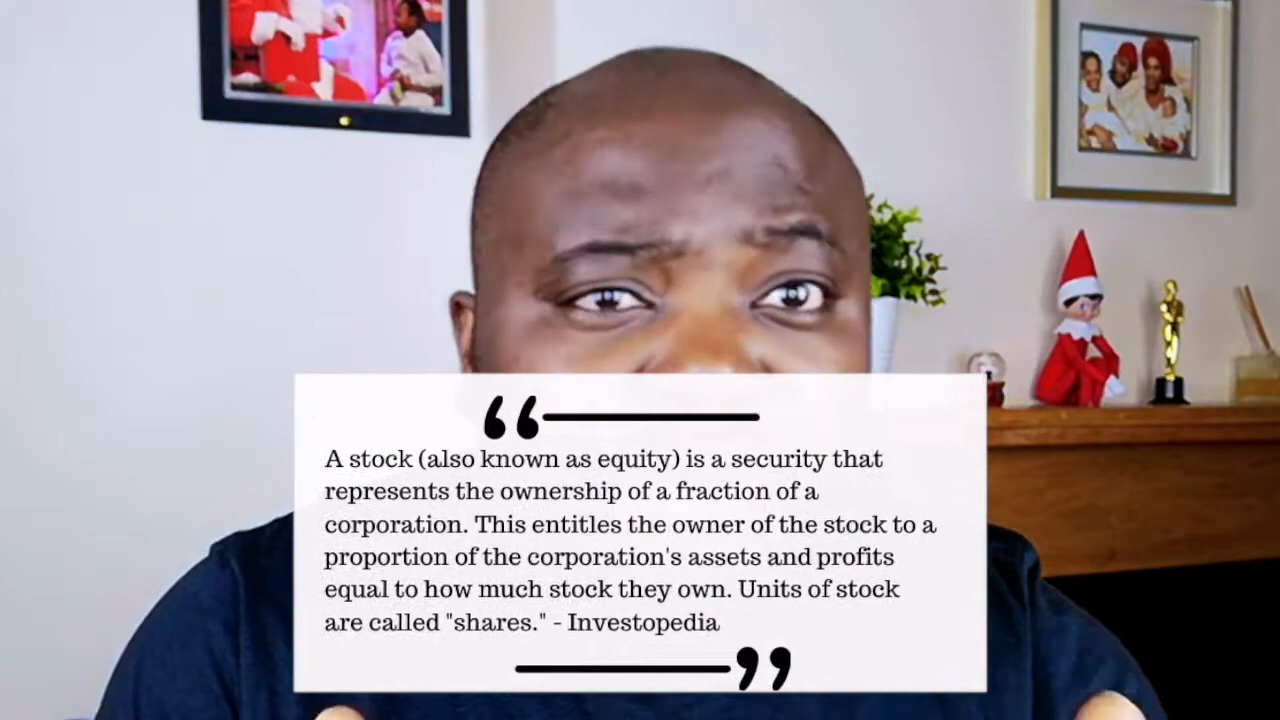 A stock (also known as equity) is a security that
represents the ownership of a fraction of a
corporation. This entitles the owner of the stock to a
proportion of the corporation's assets and profits
equal to how much stock they own. Units of stock
are called "shares." - Investopedia